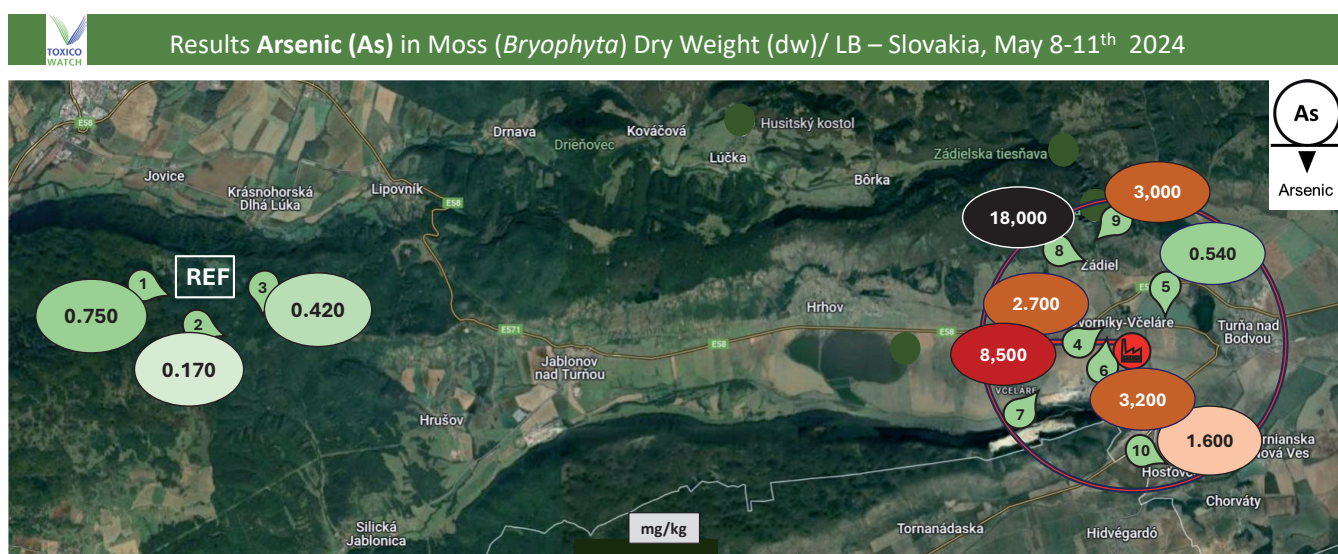 TOXICO
WATCH
Results Arsenic (As) in Moss (Bryophyta) Dry Weight (dw)/ LB – Slovakia, May 8-11th 2024
As
Arsenic
E58
Jovice
Krásnohorská
Dlhá Lúka
Lipovník
E58
Drnava
Drieňovec
Kováčová
Lúčka
Husitský kostol
Bôrka
Zádielska tiesňava
3,000
18,000
9
8
Zádiel
0.540
5
REF
1
0.750
2
0.170
3
0.420
Hrhov
2.700
vorníky-Včeláre
4
Turňa nad
Bodvou
E571
E58
E58
8,500
6
Jablonov
nad Turňou
VČELÁRE
7
3,200
1.600
Hrušov
10
Hosťovce
Chorváty
Silická
Jablonica
mg/kg
Tornanádaska
Hidvégardó